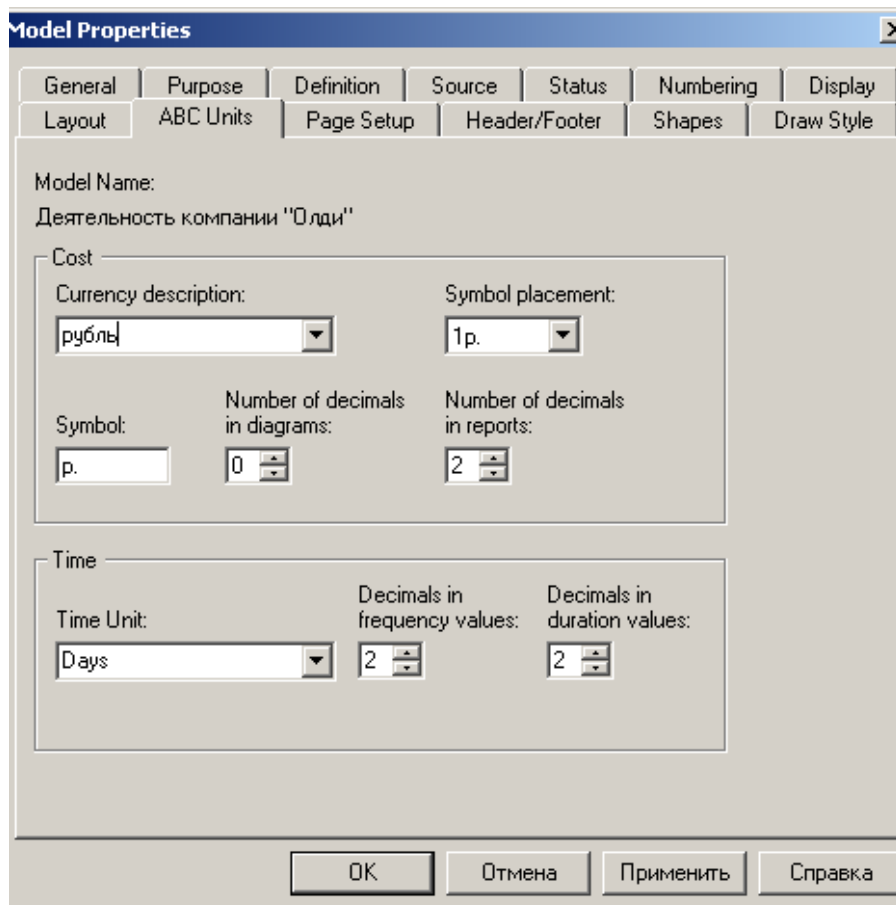 Model Properties
General Purpose Definition Source Status Numbering Display
Layout ABC Units Page Setup Header/Footer Shapes Draw Style
Model Name:
Деятельность компании "Олди"
Cost
Currency description: Symbol placement:
рубль 1р.
Number of decimals Number of decimals
Symbol: in diagrams: in reports:
р. 0 2
Time
Decimals in Decimals in
Time Unit: frequency values: duration values:
Days 2 2
OK Отмена Применить Справка